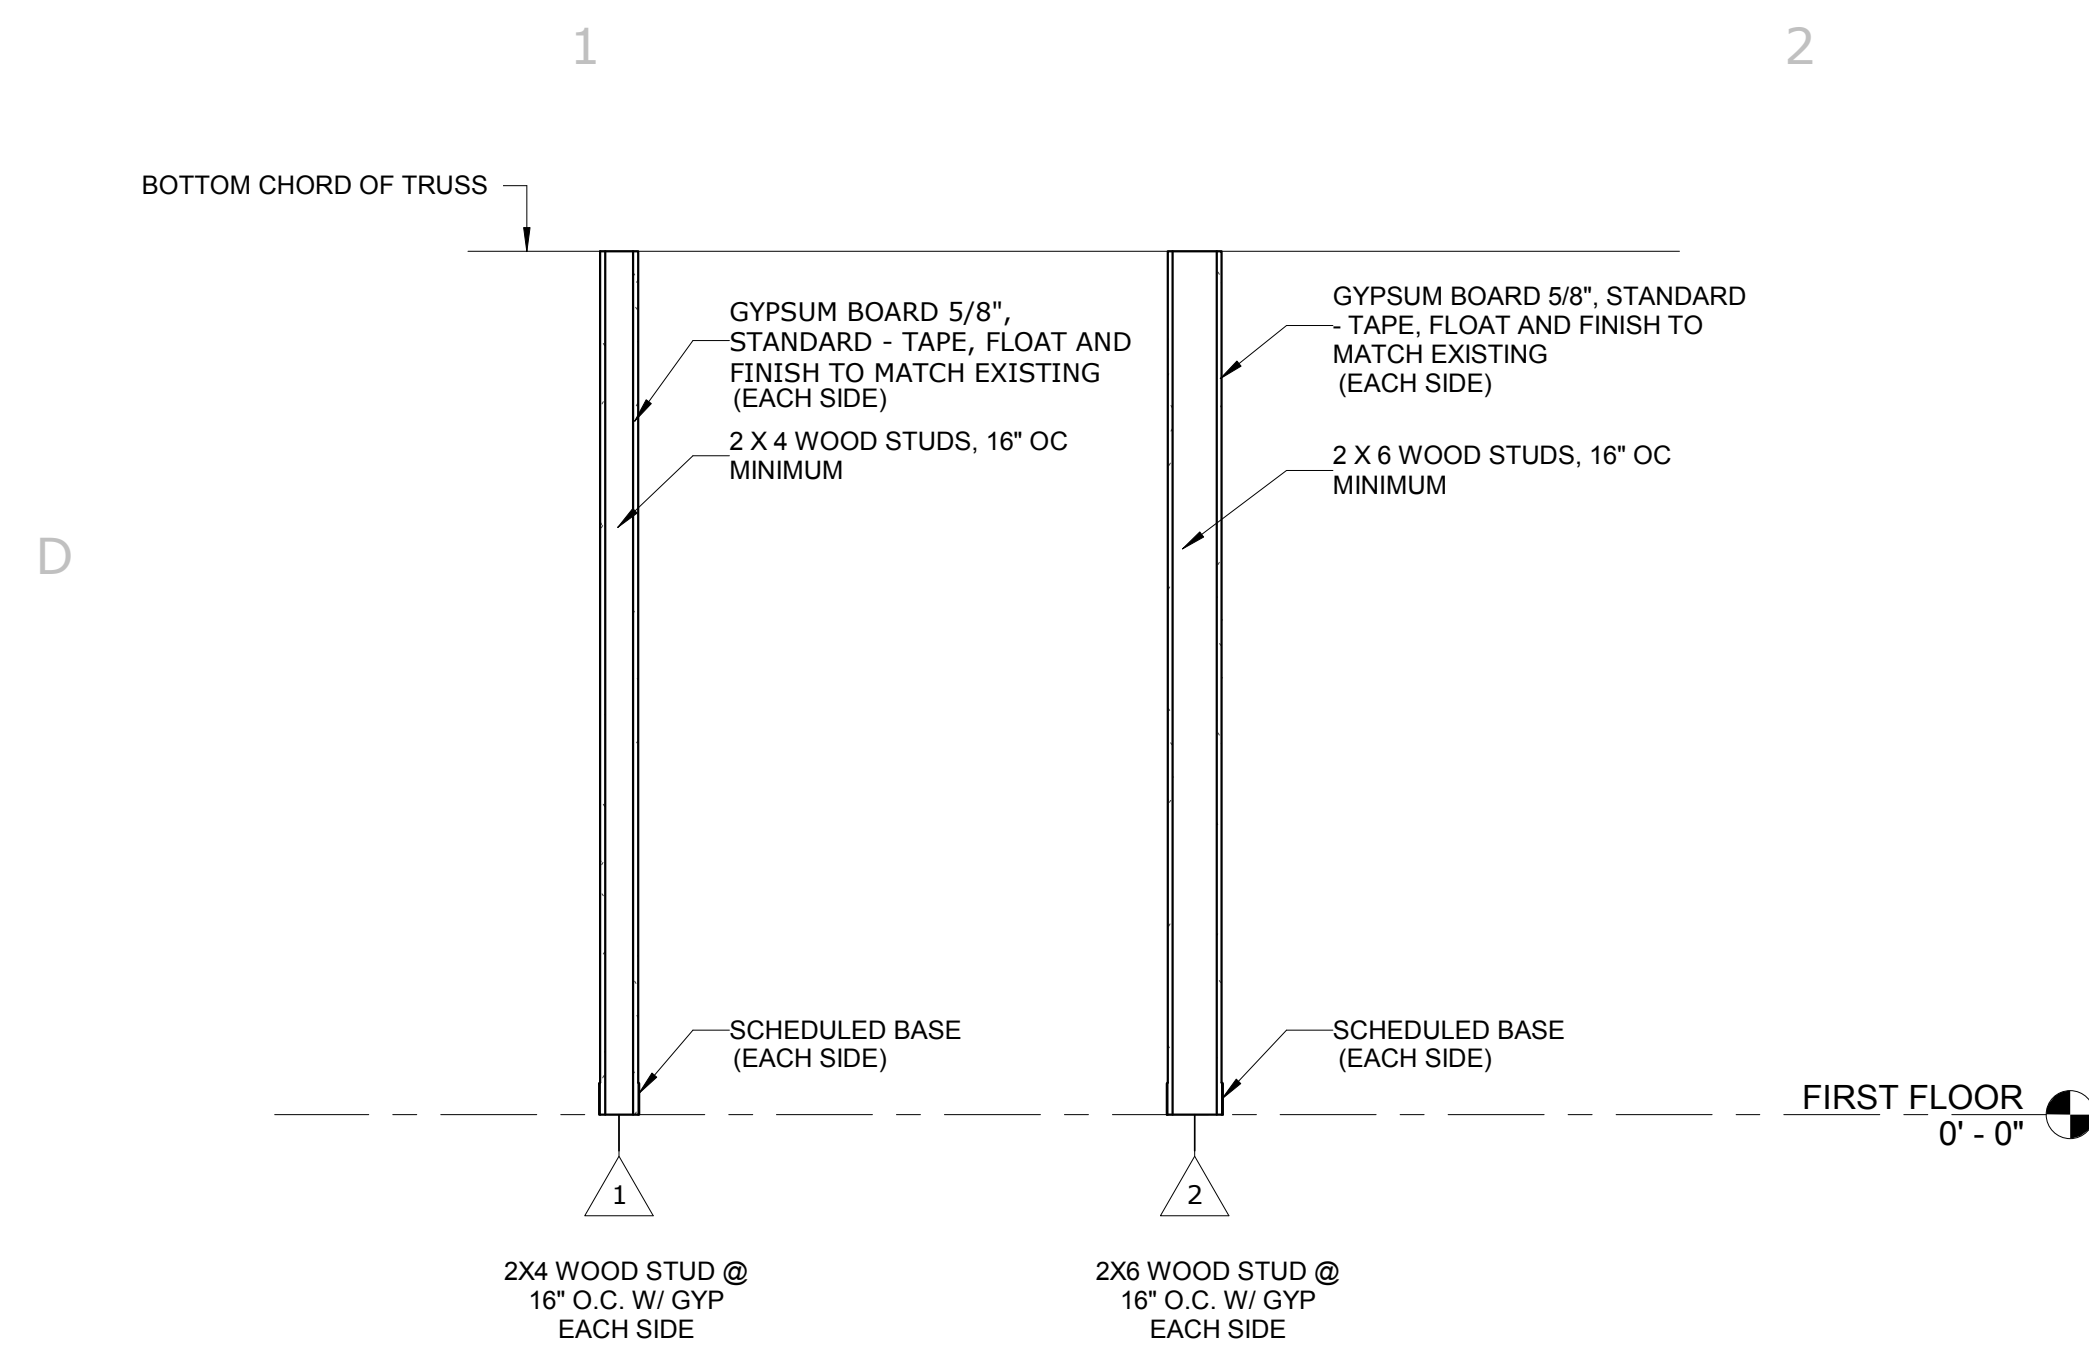 1
2
BOTTOM CHORD OF TRUSS
GYPSUM BOARD 5/8",
STANDARD - TAPE, FLOAT AND
FINISH TO MATCH EXISTING
(EACH SIDE)
2 X 4 WOOD STUDS, 16" OC
MINIMUM
GYPSUM BOARD 5/8", STANDARD
- TAPE, FLOAT AND FINISH TO
MATCH EXISTING
(EACH SIDE)
2 X 6 WOOD STUDS, 16" OC
MINIMUM
D
SCHEDULED BASE
(EACH SIDE)
SCHEDULED BASE
(EACH SIDE)
FIRST FLOOR
0' - 0"
1
2
2X4 WOOD STUD @
16" O.C. W/ GYP
EACH SIDE
2X6 WOOD STUD @
16" O.C. W/ GYP
EACH SIDE